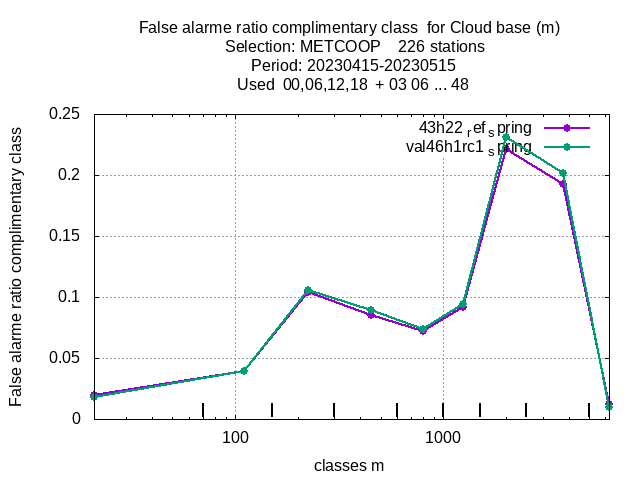 False alarme ratio complimentary class  for Cloud base (m)
Selection: METCOOP    226 stations
Period: 20230415-20230515
Used  00,06,12,18  + 03 06 ... 48
43h22ref spring
val46h1rc1 spring
0.25
0.2
0.15
0.1
0.05
0
False alarme ratio complimentary class
100
1000
classes m